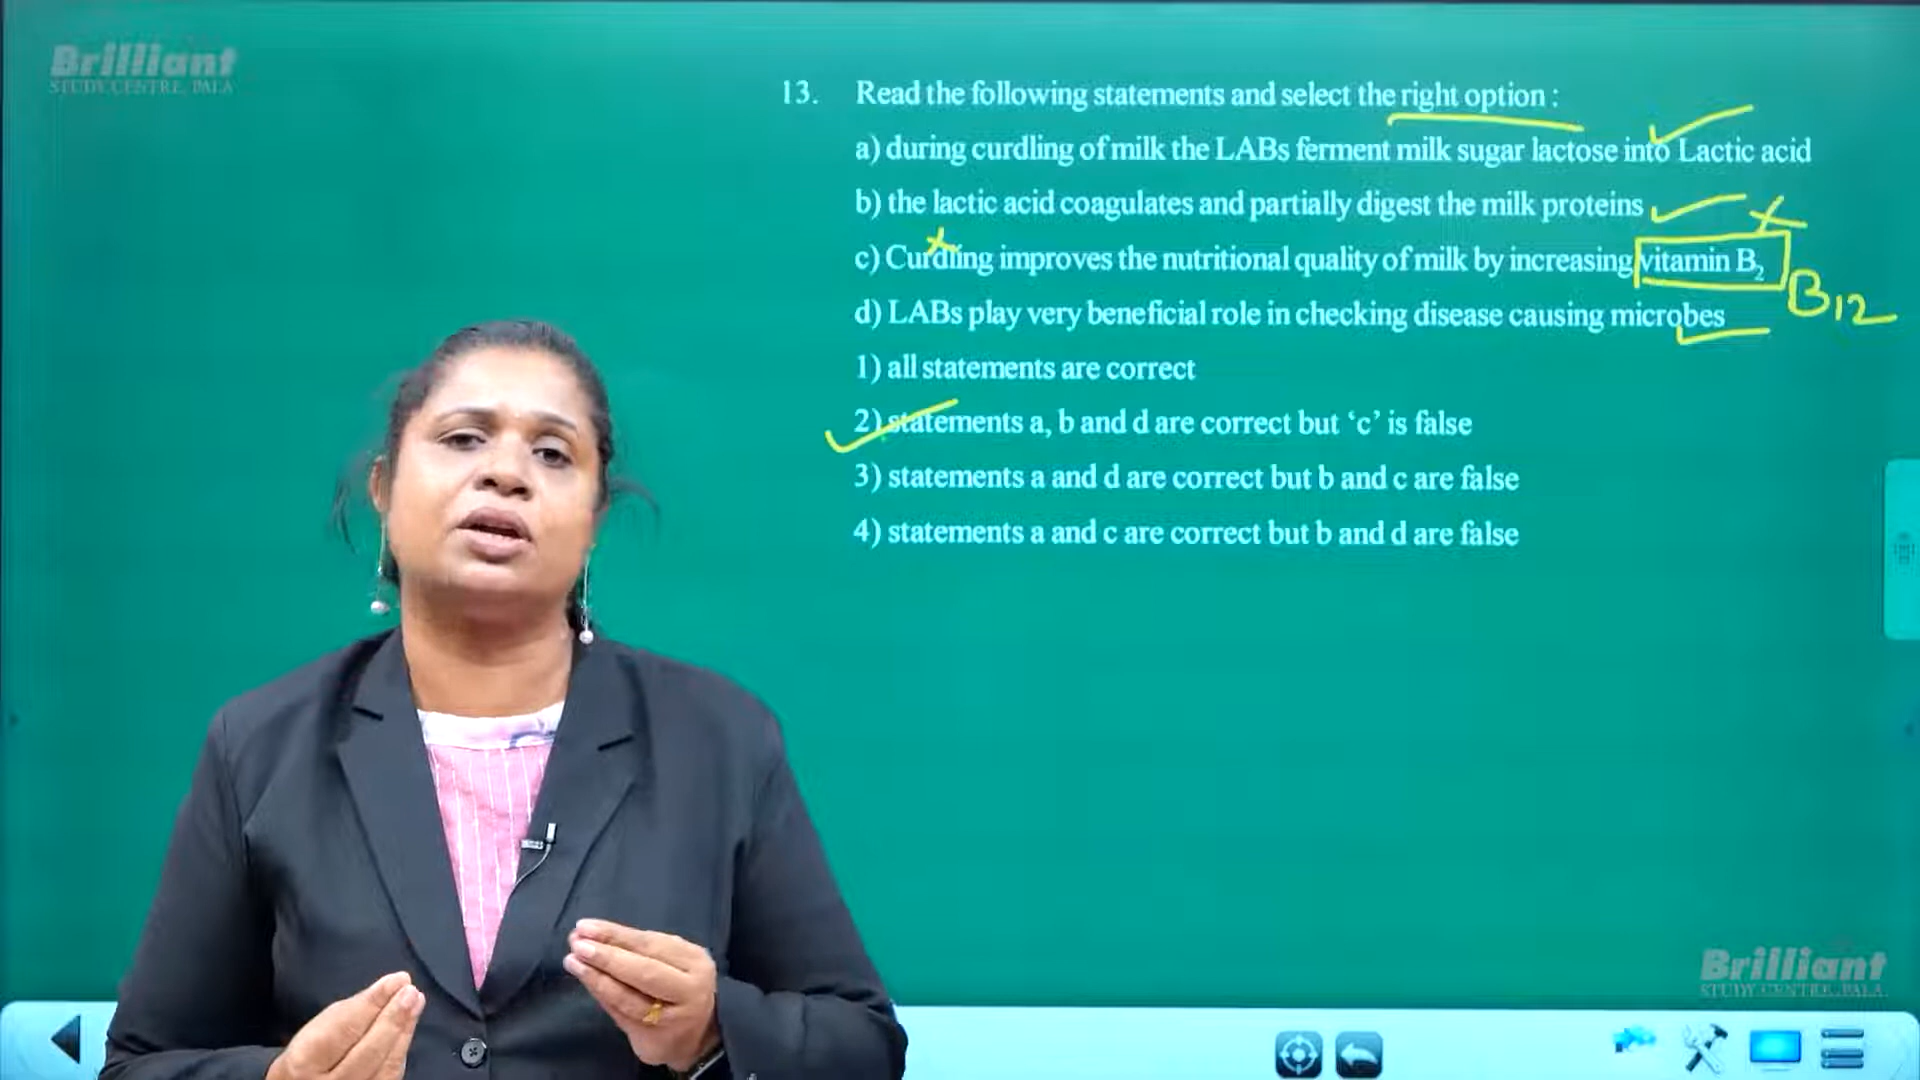 Brilliant
STUDY CENTRE, PALA
13. Read the following statements and select the right option :
a) during curdling of milk the LABs ferment milk sugar lactose into Lactic acid
b) the lactic acid coagulates and partially digest the milk proteins
c) Curdling improves the nutritional quality of milk by increasing vitamin B₂
B12
d) LABs play very beneficial role in checking disease causing microbes
1) all statements are correct
2) statements a, b and d are correct but ‘c’ is false
3) statements a and d are correct but b and c are false
4) statements a and c are correct but b and d are false
Brilliant
STUDY CENTRE, PALA